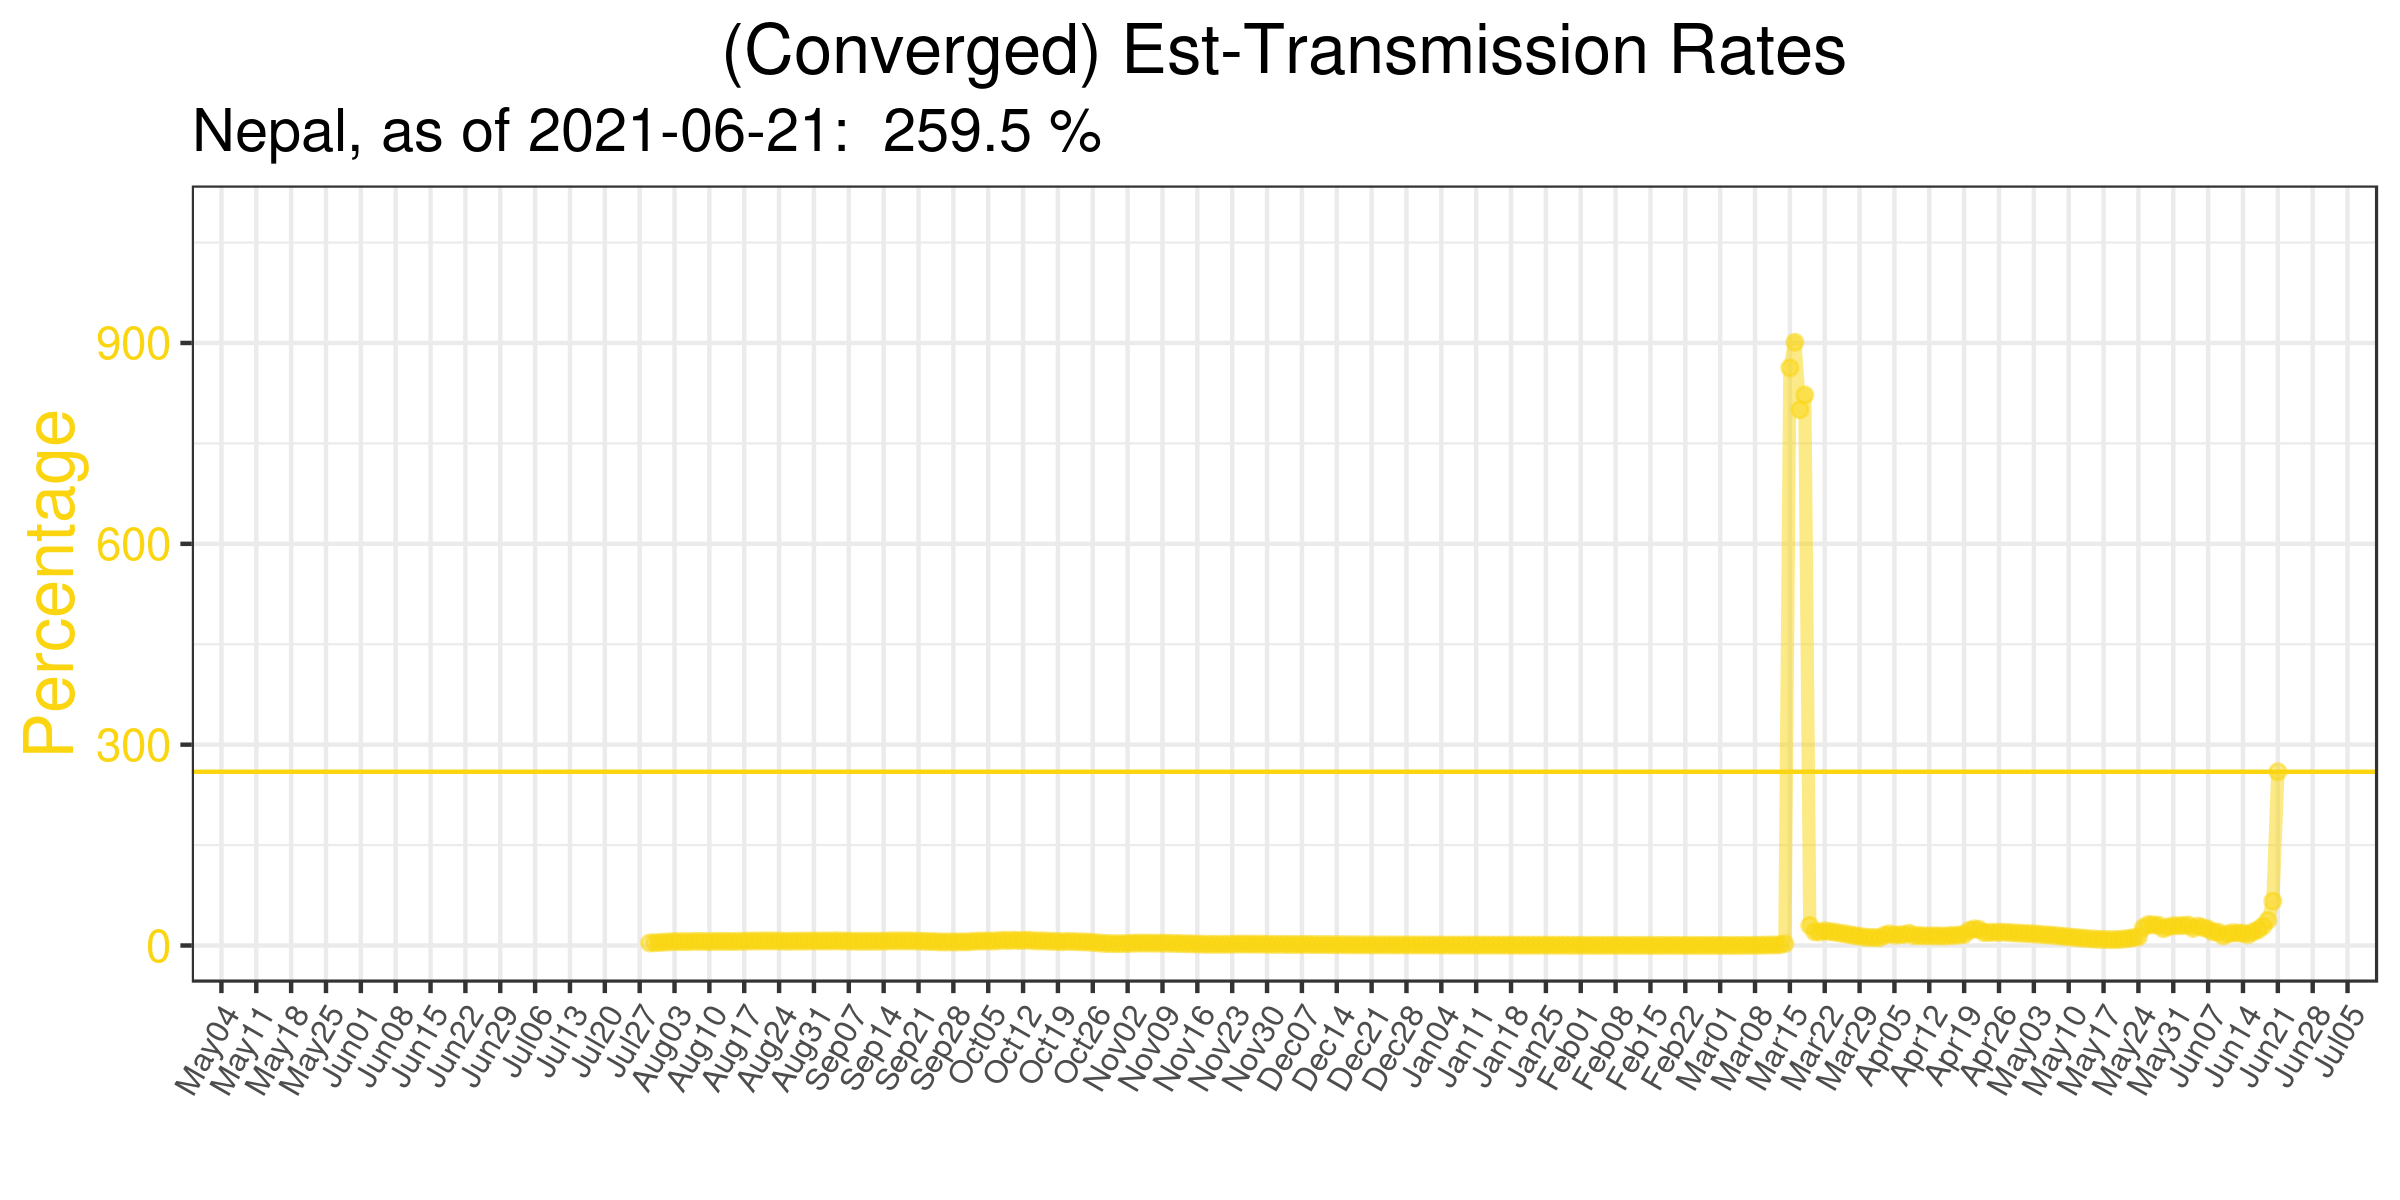 (Converged) Est-Transmission Rates
Nepal, as of 2021-06-21:  259.5 %
Percentage
900
600
300
0
May04
May11
May18
May25
Jun01
Jun08
Jun15
Jun22
Jun29
Jul06
Jul13
Jul20
Jul27
Aug03
Aug10
Aug17
Aug24
Aug31
Sep07
Sep14
Sep21
Sep28
Oct05
Oct12
Oct19
Oct26
Nov02
Nov09
Nov16
Nov23
Nov30
Dec07
Dec14
Dec21
Dec28
Jan04
Jan11
Jan18
Jan25
Feb01
Feb08
Feb15
Feb22
Mar01
Mar08
Mar15
Mar22
Mar29
Apr05
Apr12
Apr19
Apr26
May03
May10
May17
May24
May31
Jun07
Jun14
Jun21
Jun28
Jul05